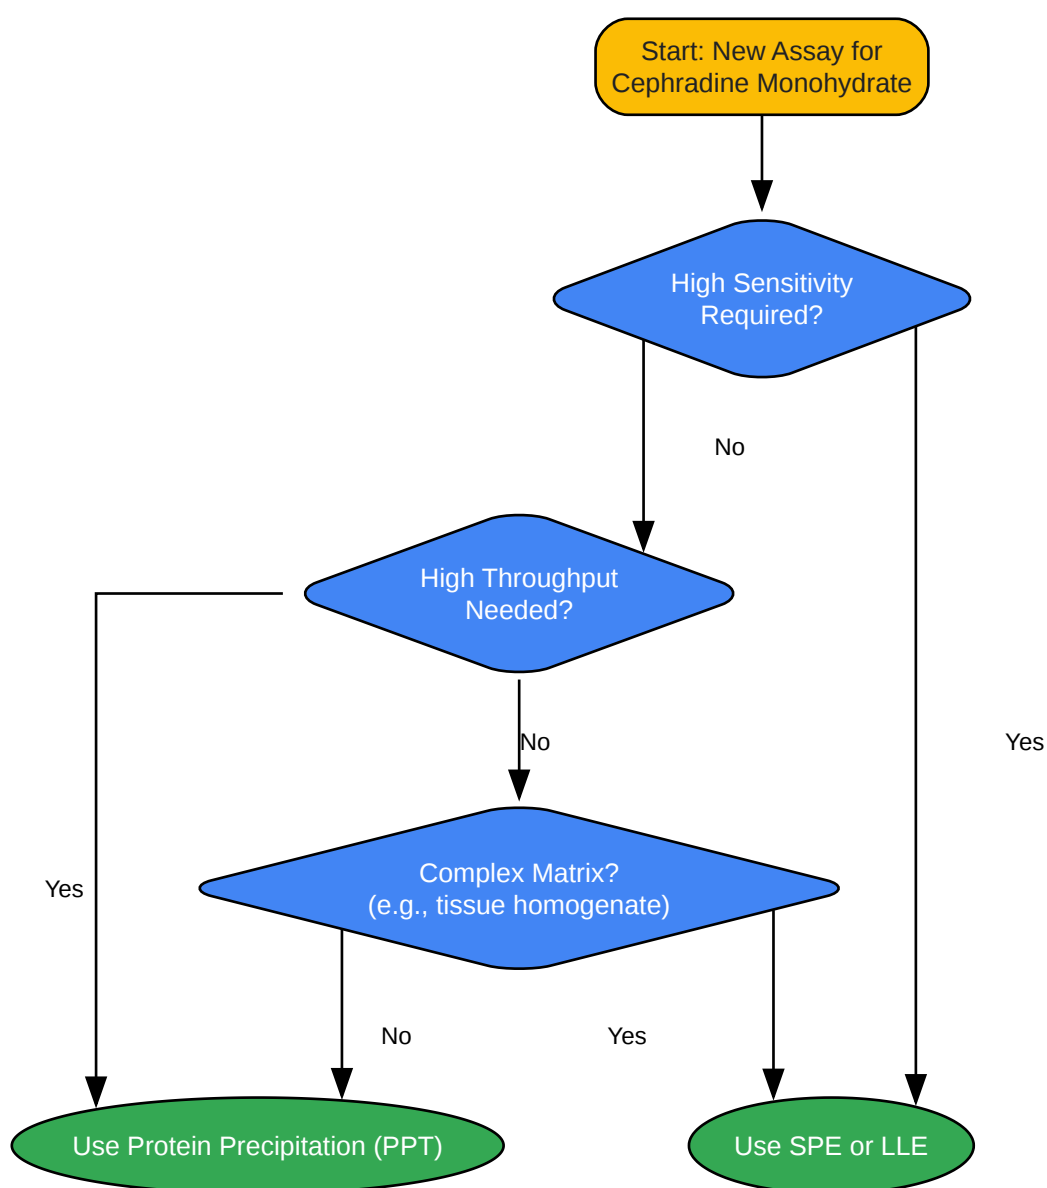 Start: New Assay for
Cephradine Monohydrate
High Sensitivity
Required?
No
High Throughput
Needed?
No
Yes
Complex Matrix?
(e.g., tissue homogenate)
Yes
No
Yes
Use Protein Precipitation (PPT)
Use SPE or LLE